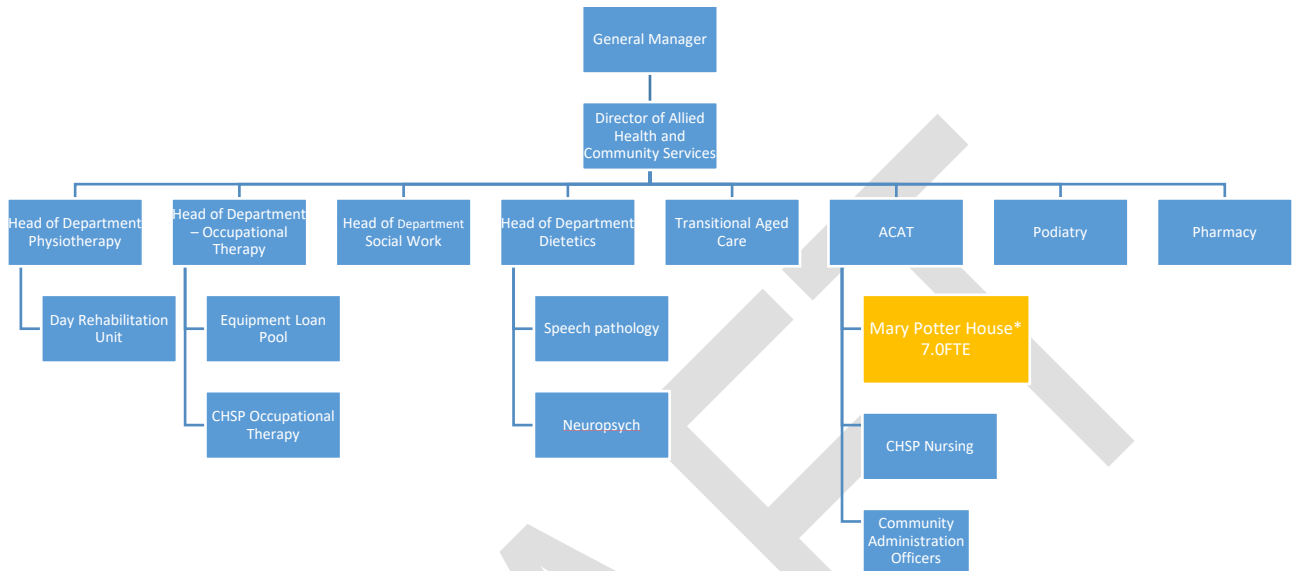 General Manager
Director of Allied
Health and
Community Services
Head of Department
Physiotherapy
Head of Department
– Occupational
Therapy
Head of Department
Social Work
Head of Department
Dietetics
Transitional Aged
Care
ACAT
Podiatry
Pharmacy
Day Rehabilitation
Unit
Equipment Loan
Pool
CHSP Occupational
Therapy
Speech pathology
Neuropsych
Mary Potter House*
7.0FTE
CHSP Nursing
Community
Administration
Officers